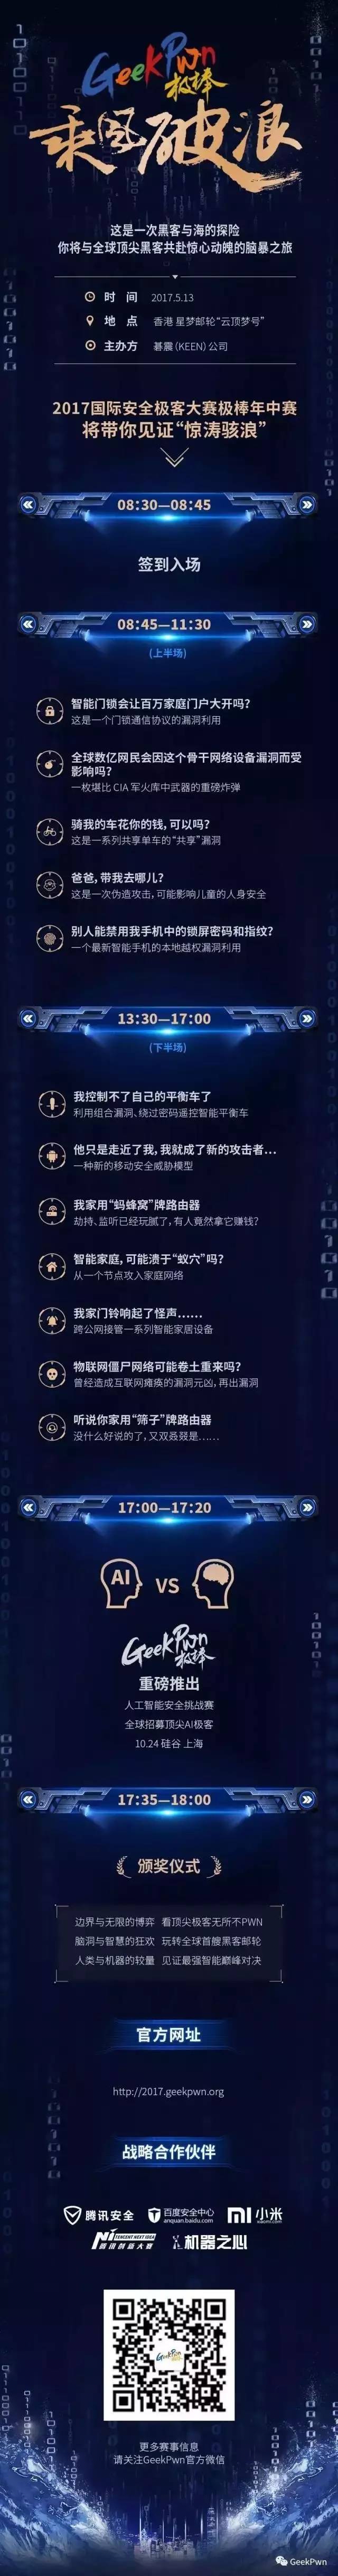 GeekPwn
极棒
乘风破浪
这是一次黑客与海的探险
你将与全球顶尖黑客共赴惊心动魄的脑暴之旅
时 间 2017.5.13
地 点 香港 星梦邮轮“云顶梦号”
主办方 碁震(KEEN)公司
2017国际安全极客大赛极棒年中赛
将带你见证“惊涛骇浪”
08:30—08:45
签到入场
08:45—11:30
(上半场)
智能门锁会让百万家庭门户大开吗?
这是一个门锁通信协议的漏洞利用
全球数亿网民会因这个骨干网络设备漏洞而受
影响吗?
一枚堪比 CIA 军火库中武器的重磅炸弹
骑我的车花你的钱,可以吗?
这是一系列共享单车的“共享”漏洞
爸爸,带我去哪儿?
这是一次伪造攻击,可能影响儿童的人身安全
别人能禁用我手机中的锁屏密码和指纹?
一个最新智能手机的本地越权漏洞利用
13:30—17:00
(下半场)
我控制不了自己的平衡车了
利用组合漏洞、绕过密码遥控智能平衡车
他只是走近了我,我就成了新的攻击者...
一种新的移动安全威胁模型
我家用“蚂蜂窝”牌路由器
劫持、监听已经玩腻了,有人竟然拿它赚钱?
智能家庭,可能溃于“蚁穴”吗?
从一个节点攻入家庭网络
我家门铃响起了怪声......
跨公网接管一系列智能家居设备
物联网僵尸网络可能卷土重来吗?
曾经造成互联网瘫痪的漏洞元凶,再出漏洞
听说你家用“筛子”牌路由器
没什么好说的了,又双叒叕是......
17:00—17:20
AI VS
GeekPwn
极棒
重磅推出
人工智能安全挑战赛
全球招募顶尖AI极客
10.24 硅谷 上海
17:35—18:00
颁奖仪式
边界与无限的博弈 看顶尖极客无所不PWN
脑洞与智慧的狂欢 玩转全球首艘黑客邮轮
人类与机器的较量 见证最强智能巅峰对决
官方网址
http://2017.geekpwn.org
战略合作伙伴
腾讯安全 百度安全中心 anquan.baidu.com MI 小米 xiaomi.com
TENCENT NEXT IDEA 腾讯创新大赛 机器之心
GeekPwn
更多赛事信息
请关注GeekPwn官方微信
GeekPwn